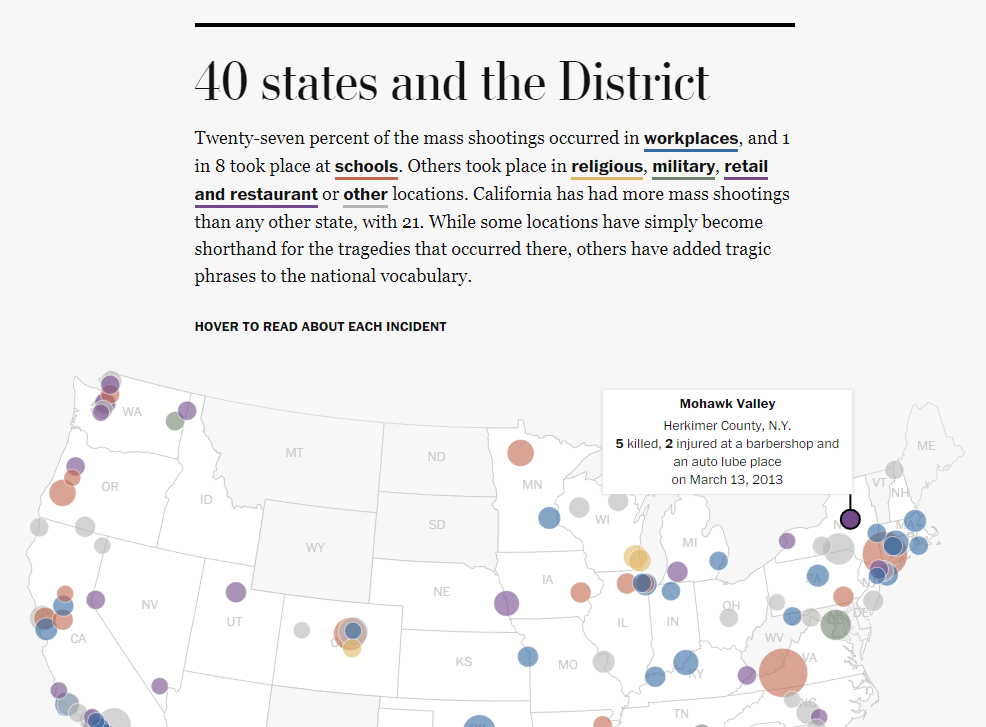 40 states and the District
Twenty-seven percent of the mass shootings occurred in workplaces, and 1
in 8 took place at schools. Others took place in religious, military, retail
and restaurant or other locations. California has had more mass shootings
than any other state, with 21. While some locations have simply become
shorthand for the tragedies that occurred there, others have added tragic
phrases to the national vocabulary.
HOVER TO READ ABOUT EACH INCIDENT
Mohawk Valley
Herkimer County, N.Y.
5 killed, 2 injured at a barbershop and
an auto lube place
on March 13, 2013
WA
MT
ND
ME
OR
MN
VT
NH
ID
SD
WI
MI
WY
IA
PA
NV
UT
NE
IL
IN
OH
DE
CA
KS
MO
WV
KY
VA
TN